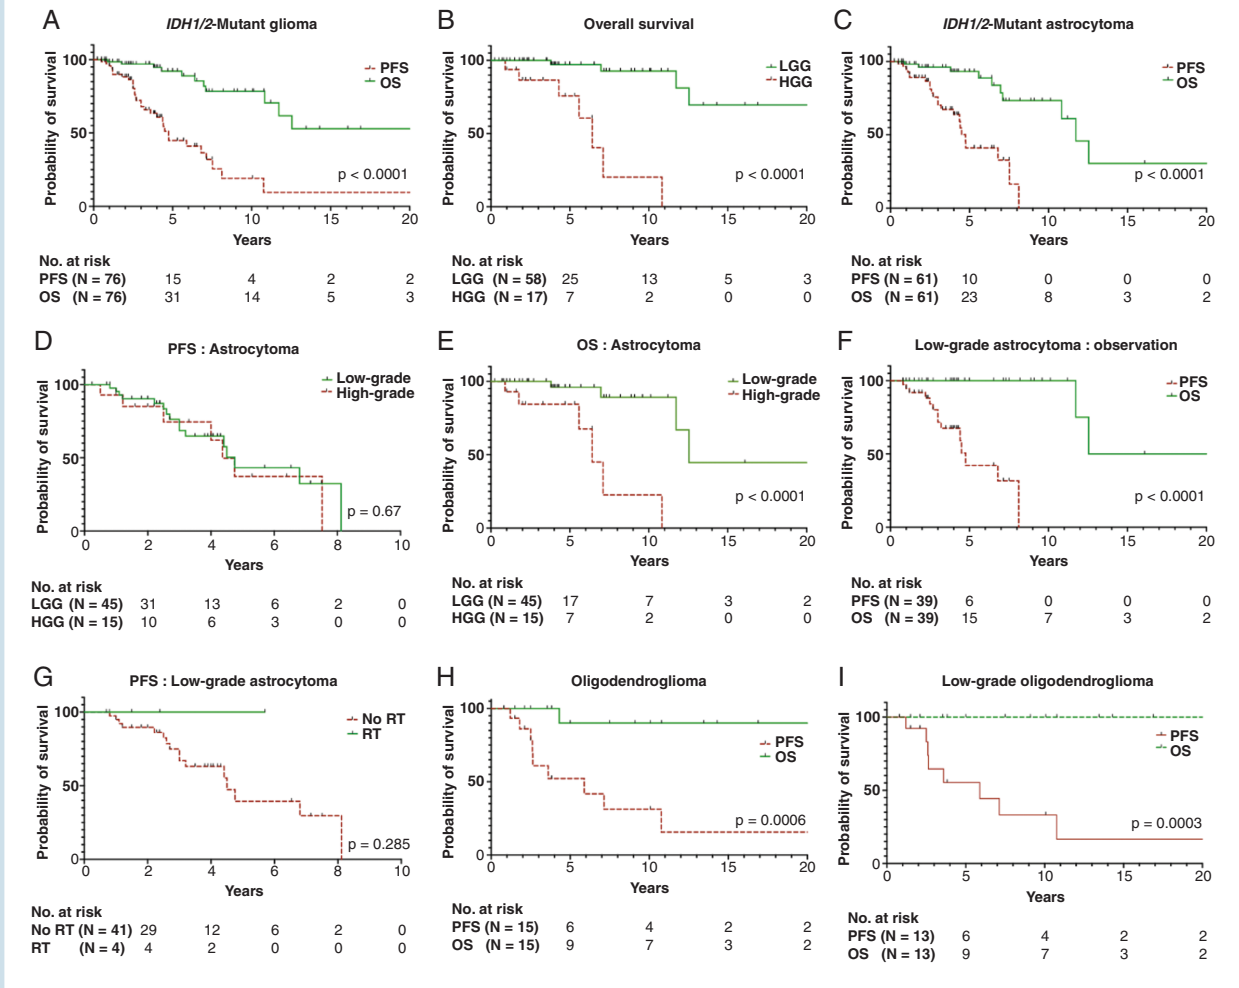 A
IDH1/2-Mutant glioma
Probability of survival
100
50
0
PFS
OS
p < 0.0001
0 5 10 15 20
Years
No. at risk
PFS (N = 76) 15 4 2 2
OS (N = 76) 31 14 5 3
B
Overall survival
Probability of survival
100
50
0
LGG
HGG
p < 0.0001
0 5 10 15 20
Years
No. at risk
LGG (N = 58) 25 13 5 3
HGG (N = 17) 7 2 0 0
C
IDH1/2-Mutant astrocytoma
Probability of survival
100
50
0
PFS
OS
p < 0.0001
0 5 10 15 20
Years
No. at risk
PFS (N = 61) 10 0 0 0
OS (N = 61) 23 8 3 2
D
PFS : Astrocytoma
Probability of survival
100
50
0
Low-grade
High-grade
p = 0.67
0 2 4 6 8 10
Years
No. at risk
LGG (N = 45) 31 13 6 2 0
HGG (N = 15) 10 6 3 0 0
E
OS : Astrocytoma
Probability of survival
100
50
0
Low-grade
High-grade
p < 0.0001
0 5 10 15 20
Years
No. at risk
LGG (N = 45) 17 7 3 2
HGG (N = 15) 7 2 0 0
F
Low-grade astrocytoma : observation
Probability of survival
100
50
0
PFS
OS
p < 0.0001
0 5 10 15 20
Years
No. at risk
PFS (N = 39) 6 0 0 0
OS (N = 39) 15 7 3 2
G
PFS : Low-grade astrocytoma
Probability of survival
100
50
0
No RT
RT
p = 0.285
0 2 4 6 8 10
Years
No. at risk
No RT (N = 41) 29 12 6 2 0
RT (N = 4) 4 2 0 0 0
H
Oligodendroglioma
Probability of survival
100
50
0
PFS
OS
p = 0.0006
0 5 10 15 20
Years
No. at risk
PFS (N = 15) 6 4 2 2
OS (N = 15) 9 7 3 2
I
Low-grade oligodendroglioma
Probability of survival
100
50
0
PFS
OS
p = 0.0003
0 5 10 15 20
Years
No. at risk
PFS (N = 13) 6 4 2 2
OS (N = 13) 9 7 3 2